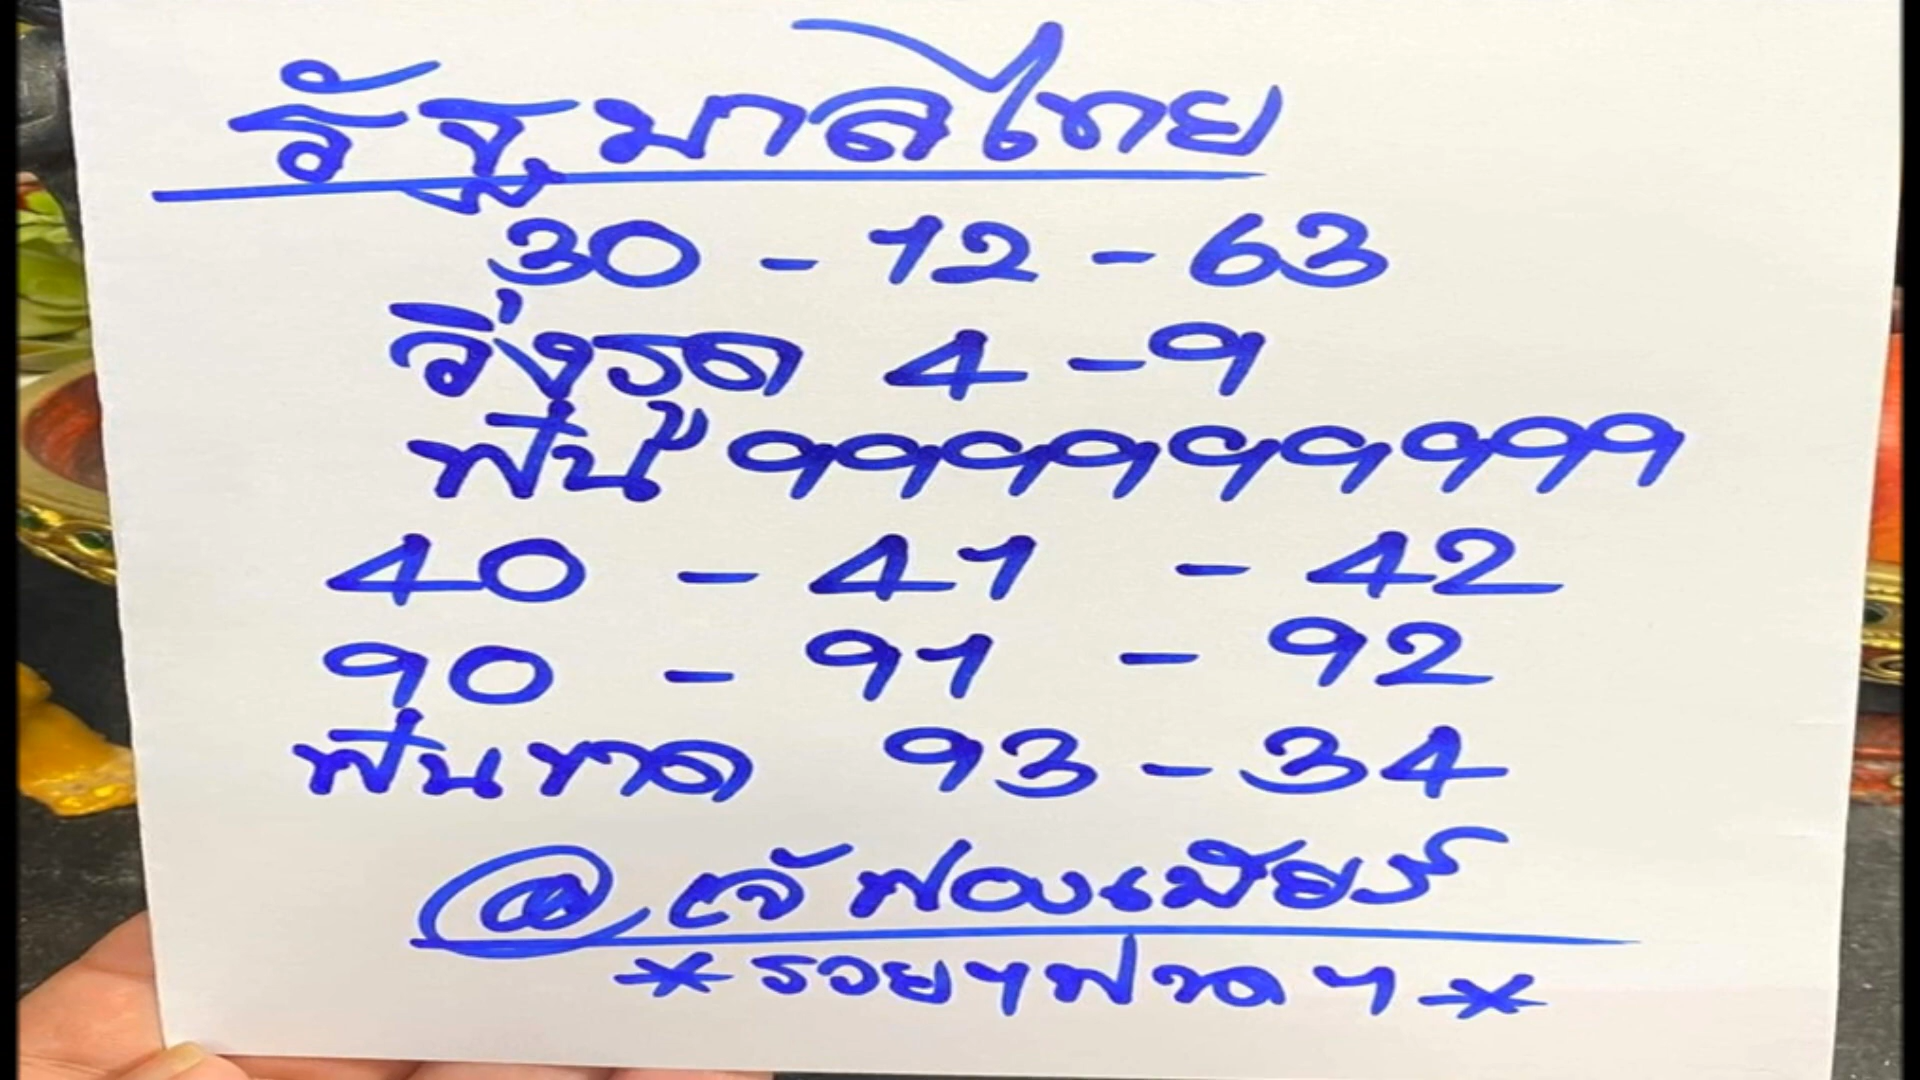 รัฐบาลไทย
30 - 12 - 63
วิ่งรูด 4 - 9
ฟันนี้ 999999999
40 - 41 - 42
90 - 91 - 92
ฟันขาด 93 - 34
@เจ๊ฟองเบียร์
*รวยๆฟาดๆ*